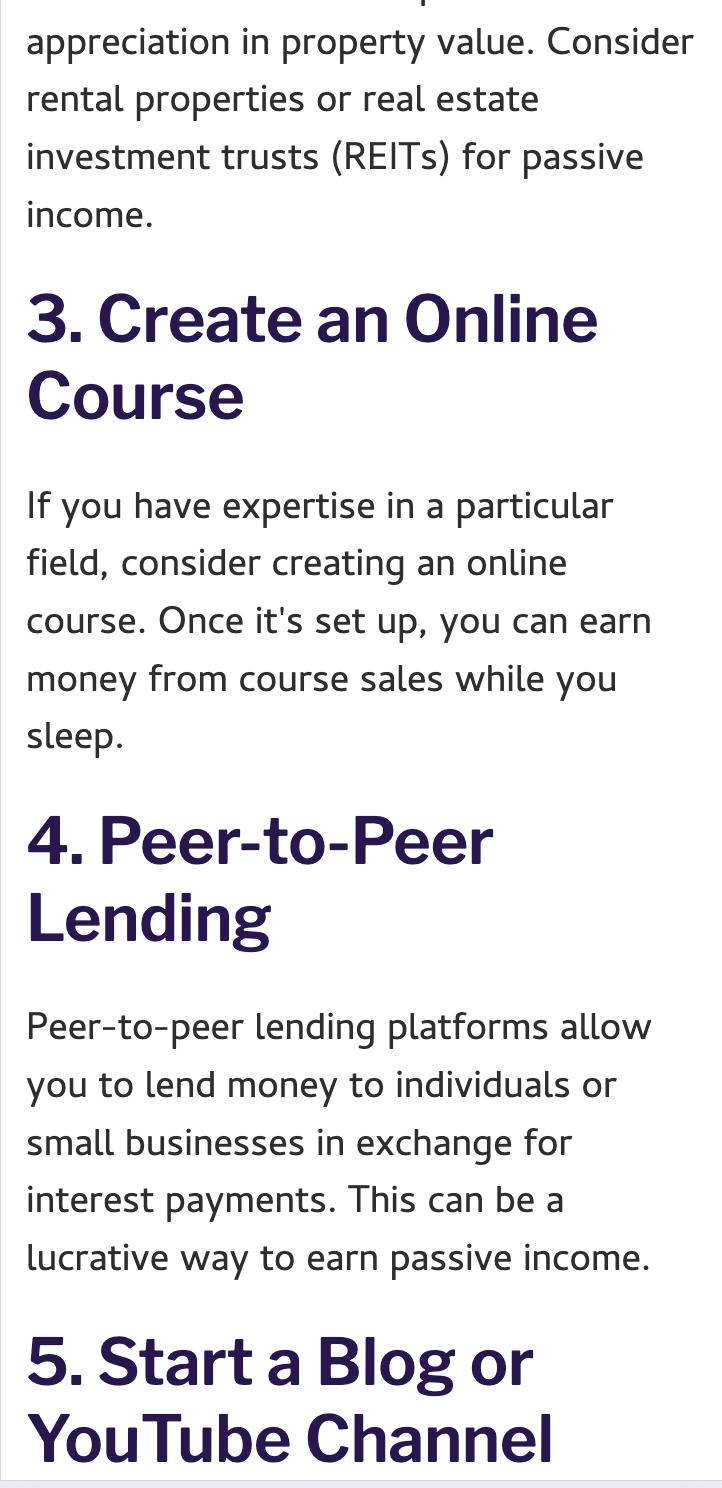 appreciation in property value. Consider
rental properties or real estate
investment trusts (REITs) for passive
income.
3. Create an Online
Course
If you have expertise in a particular
field, consider creating an online
course. Once it's set up, you can earn
money from course sales while you
sleep.
4. Peer-to-Peer
Lending
Peer-to-peer lending platforms allow
you to lend money to individuals or
small businesses in exchange for
interest payments. This can be a
lucrative way to earn passive income.
5. Start a Blog or
YouTube Channel